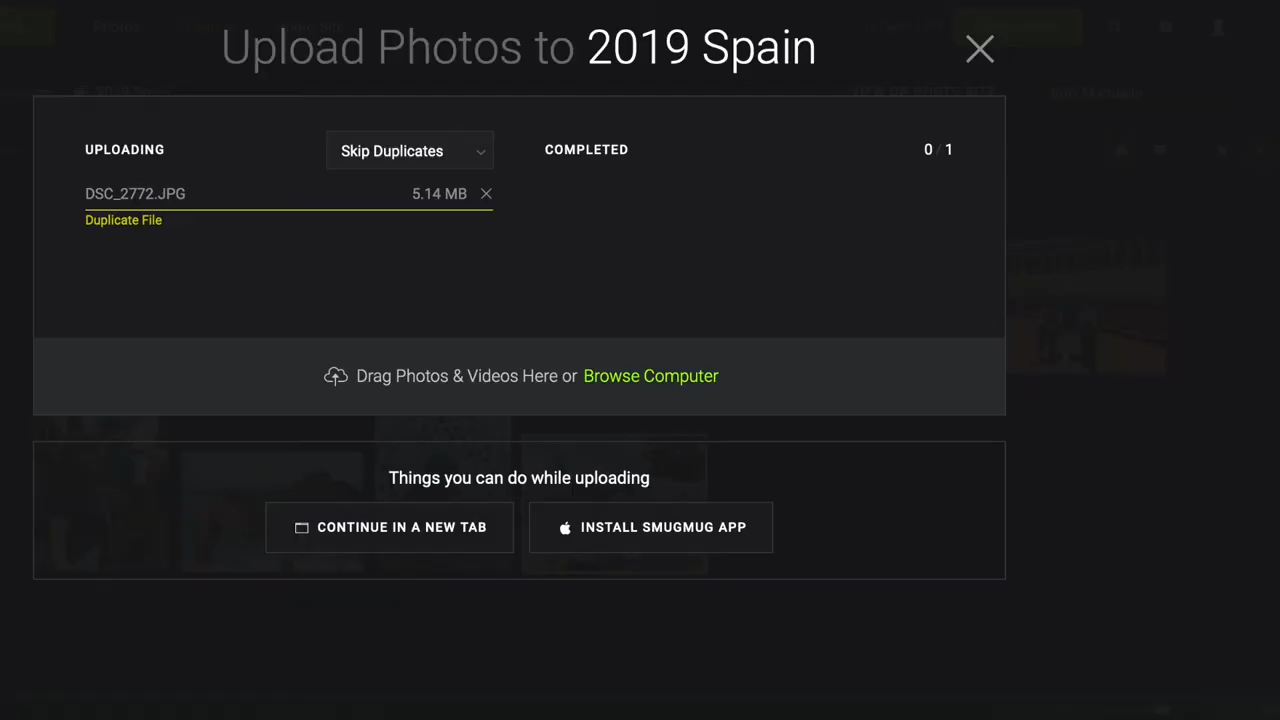 Upload Photos to 2019 Spain
UPLOADING
Skip Duplicates
COMPLETED
0 / 1
DSC_2772.JPG
5.14 MB
Duplicate File
Drag Photos & Videos Here or Browse Computer
Things you can do while uploading
CONTINUE IN A NEW TAB
INSTALL SMUGMUG APP